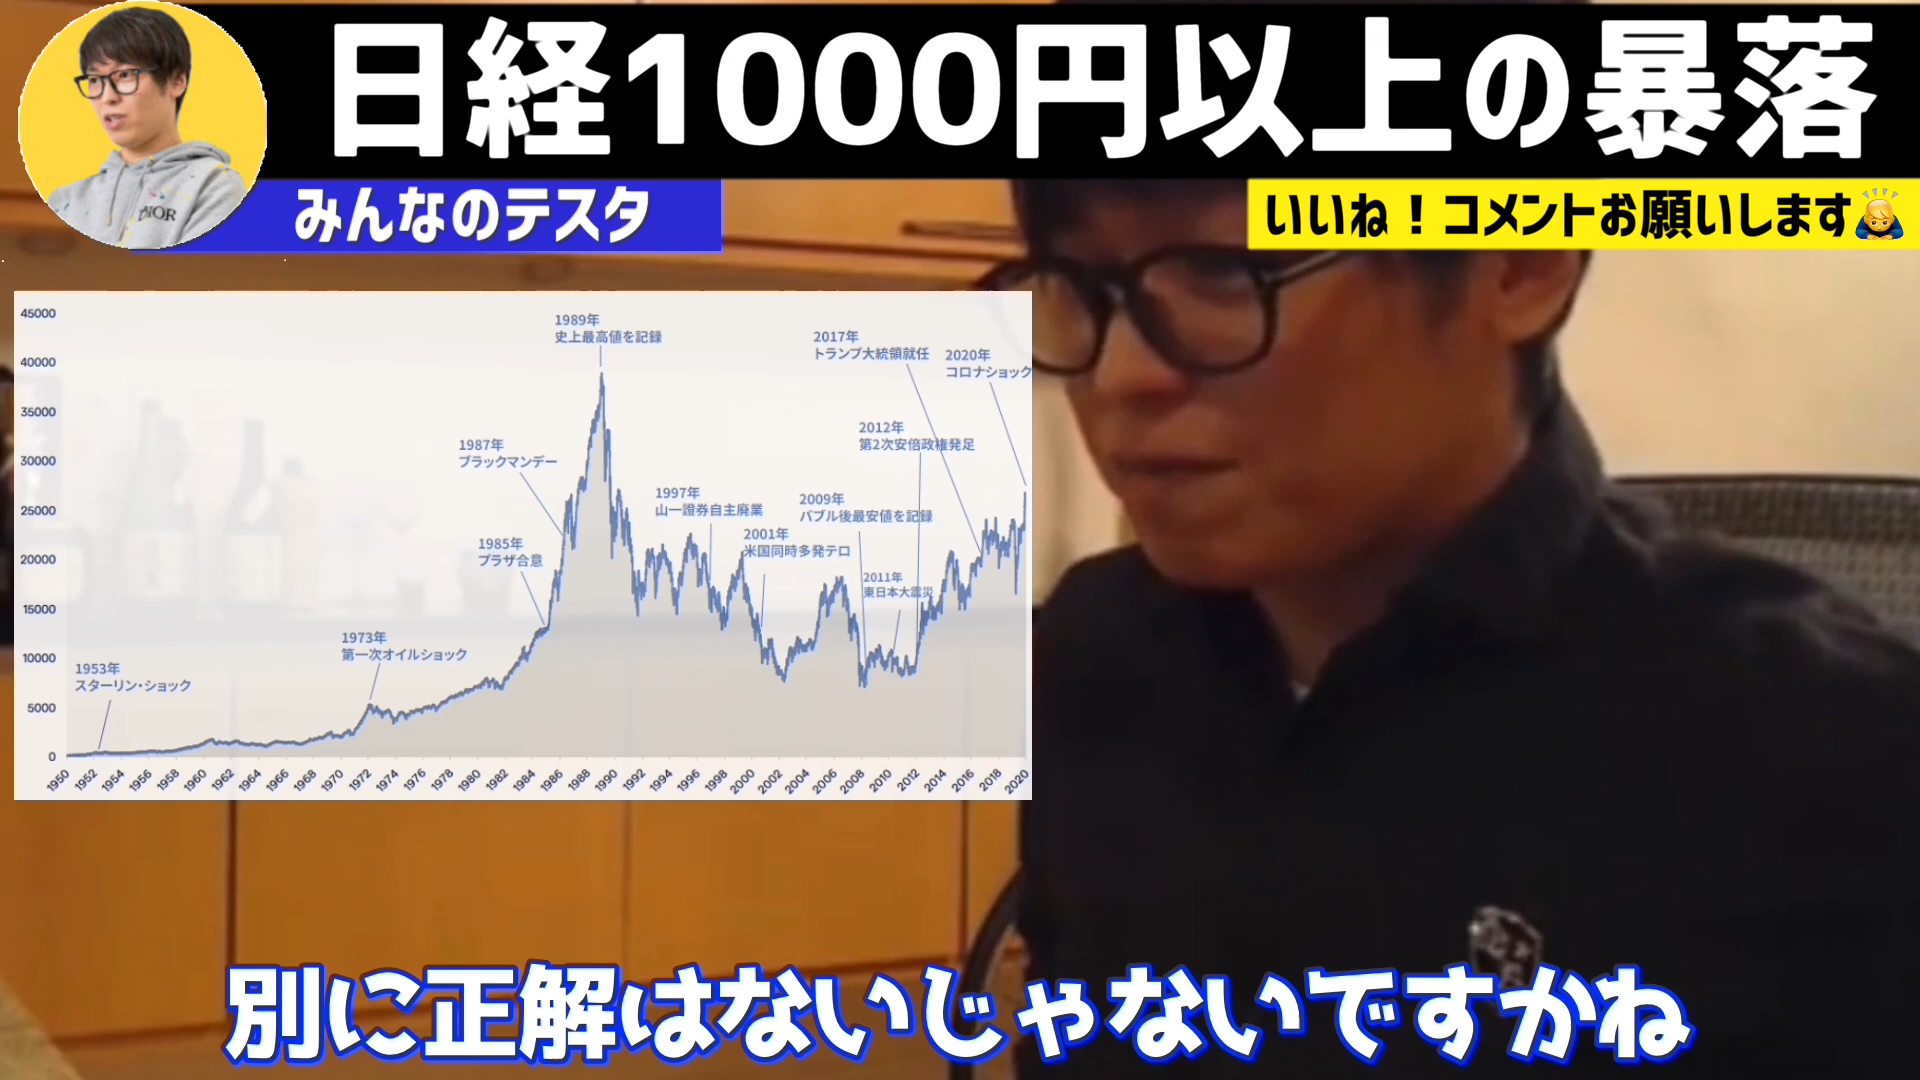 日経1000円以上の暴落
みんなのテスタ
いいね！コメントお願いします🙇
DIOR
45000
40000
35000
30000
25000
20000
15000
10000
5000
0
1989年
史上最高値を記録
2017年
トランプ大統領就任
2020年
コロナショック
1987年
ブラックマンデー
2012年
第2次安倍政権発足
1997年
山一證券自主廃業
2009年
バブル後最安値を記録
1985年
プラザ合意
2001年
米国同時多発テロ
2011年
東日本大震災
1973年
第一次オイルショック
1953年
スターリン・ショック
1950 1952 1954 1956 1958 1960 1962 1964 1966 1968 1970 1972 1974 1976 1978 1980 1982 1984 1986 1988 1990 1992 1994 1996 1998 2000 2002 2004 2006 2008 2010 2012 2014 2016 2018 2020
別に正解はないじゃないですかね